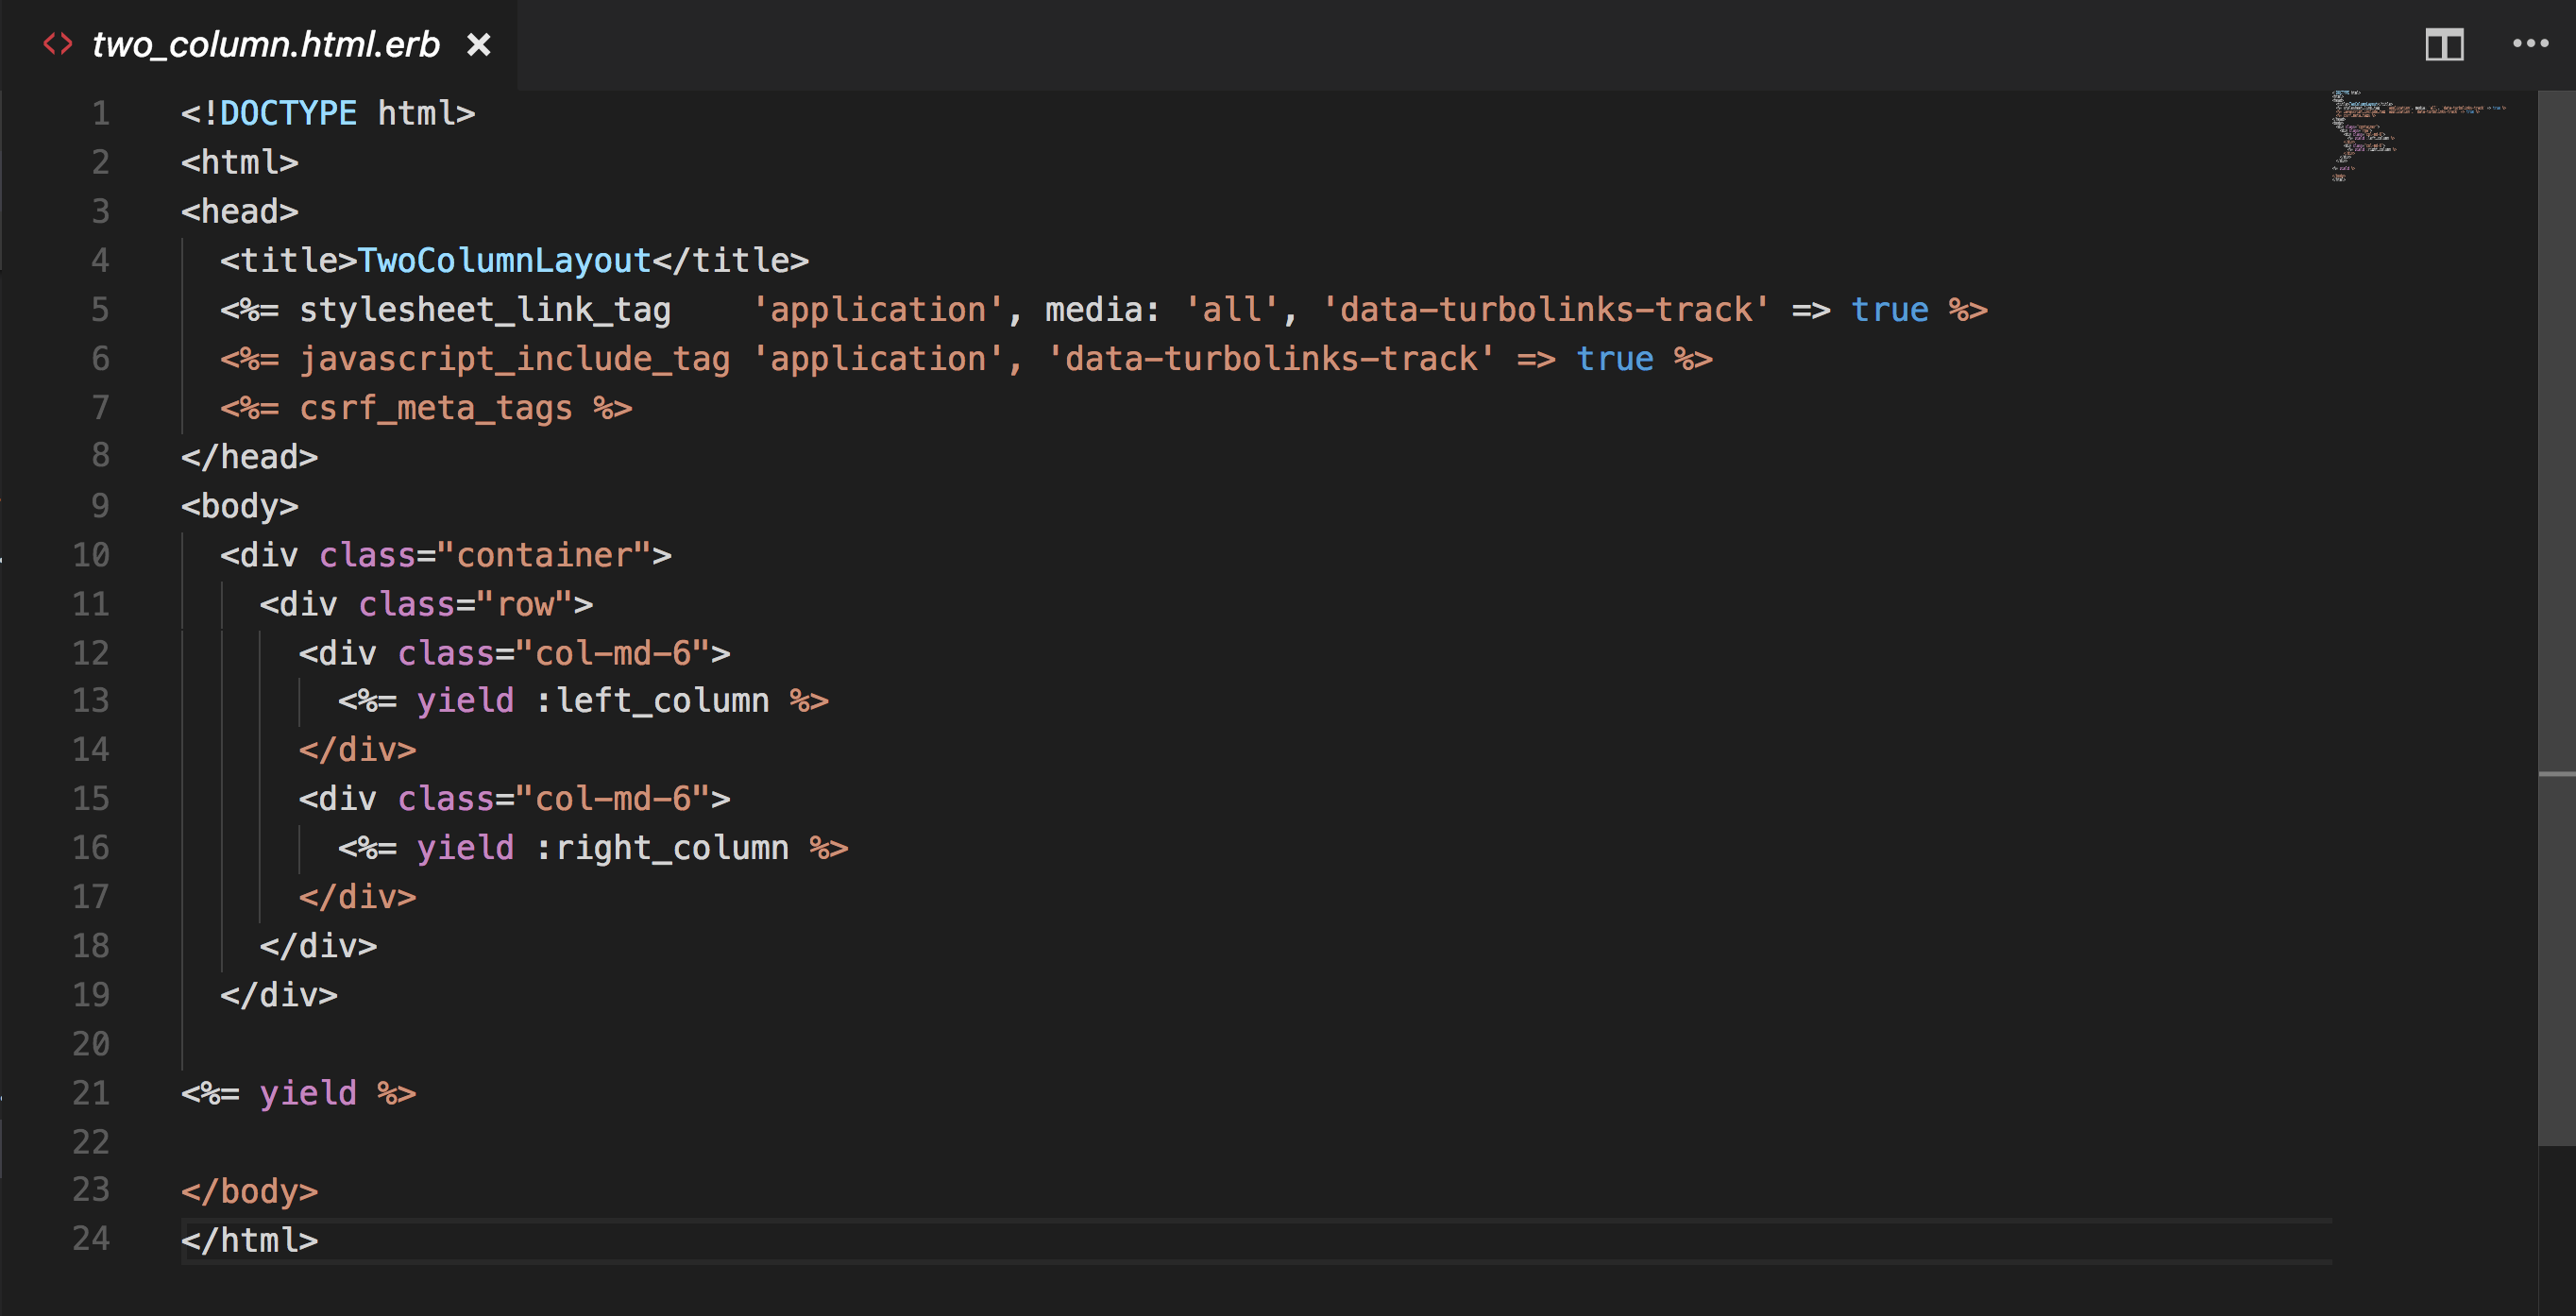 <> two_column.html.erb ×
1 <!DOCTYPE html>
2 <html>
3 <head>
4   <title>TwoColumnLayout</title>
5   <%= stylesheet_link_tag    'application', media: 'all', 'data-turbolinks-track' => true %>
6   <%= javascript_include_tag 'application', 'data-turbolinks-track' => true %>
7   <%= csrf_meta_tags %>
8 </head>
9 <body>
10   <div class="container">
11     <div class="row">
12       <div class="col-md-6">
13         <%= yield :left_column %>
14       </div>
15       <div class="col-md-6">
16         <%= yield :right_column %>
17       </div>
18     </div>
19   </div>
20
21 <%= yield %>
22
23 </body>
24 </html>